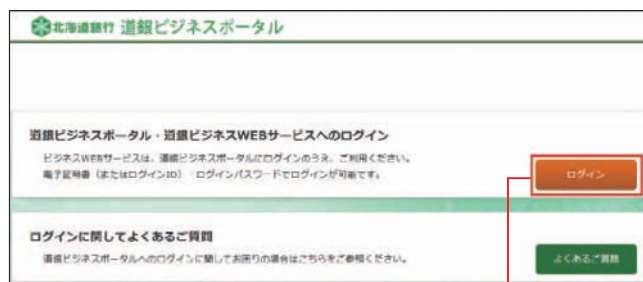 北海道銀行 道銀ビジネスポータル
道銀ビジネスポータル・道銀ビジネスWEBサービスへのログイン
ビジネスWEBサービスは、道銀ビジネスポータルにログインのうえ、ご利用ください。
電子証明書（またはログインID）・ログインパスワードでログインが可能です。
ログイン
ログインに関してよくあるご質問
道銀ビジネスポータルへのログインに関してお困りの場合はこちらをご参照ください。
よくあるご質問